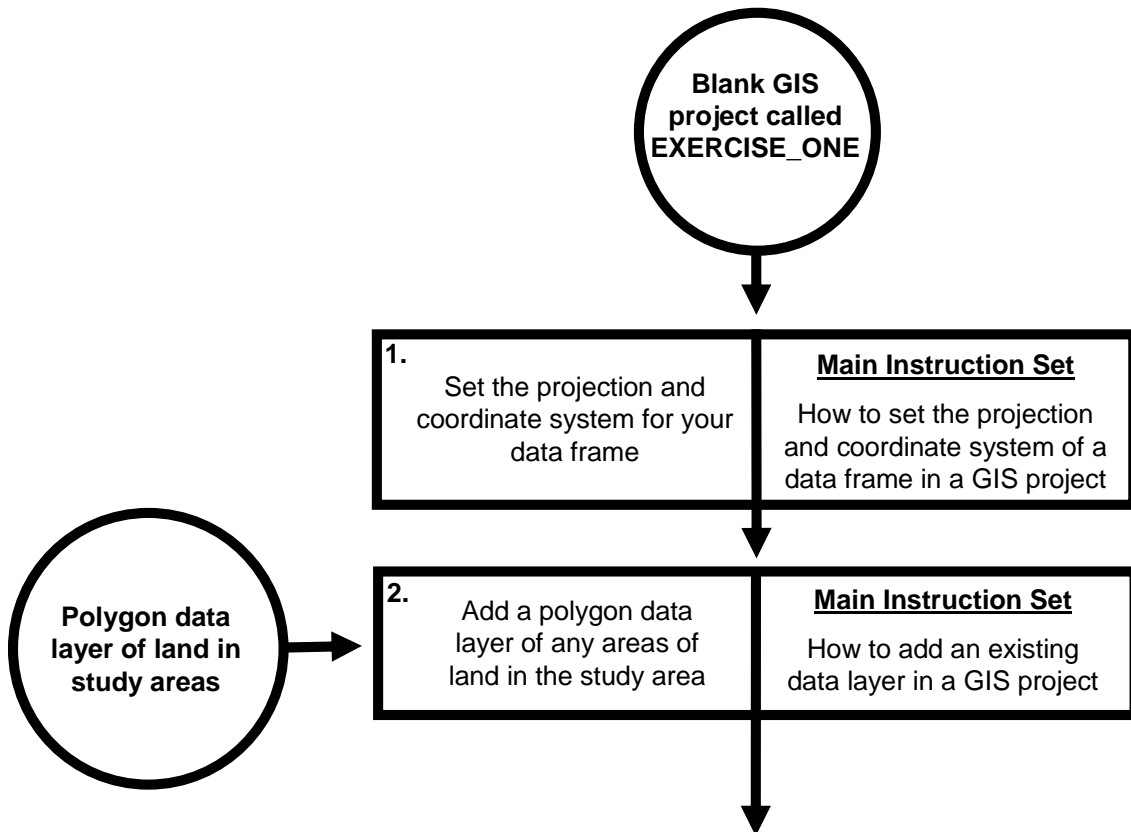 Blank GIS
project called
EXERCISE_ONE
1.
Set the projection and
coordinate system for your
data frame
Main Instruction Set
How to set the projection
and coordinate system of a
data frame in a GIS project
Polygon data
layer of land in
study areas
2.
Add a polygon data
layer of any areas of
land in the study area
Main Instruction Set
How to add an existing
data layer in a GIS project